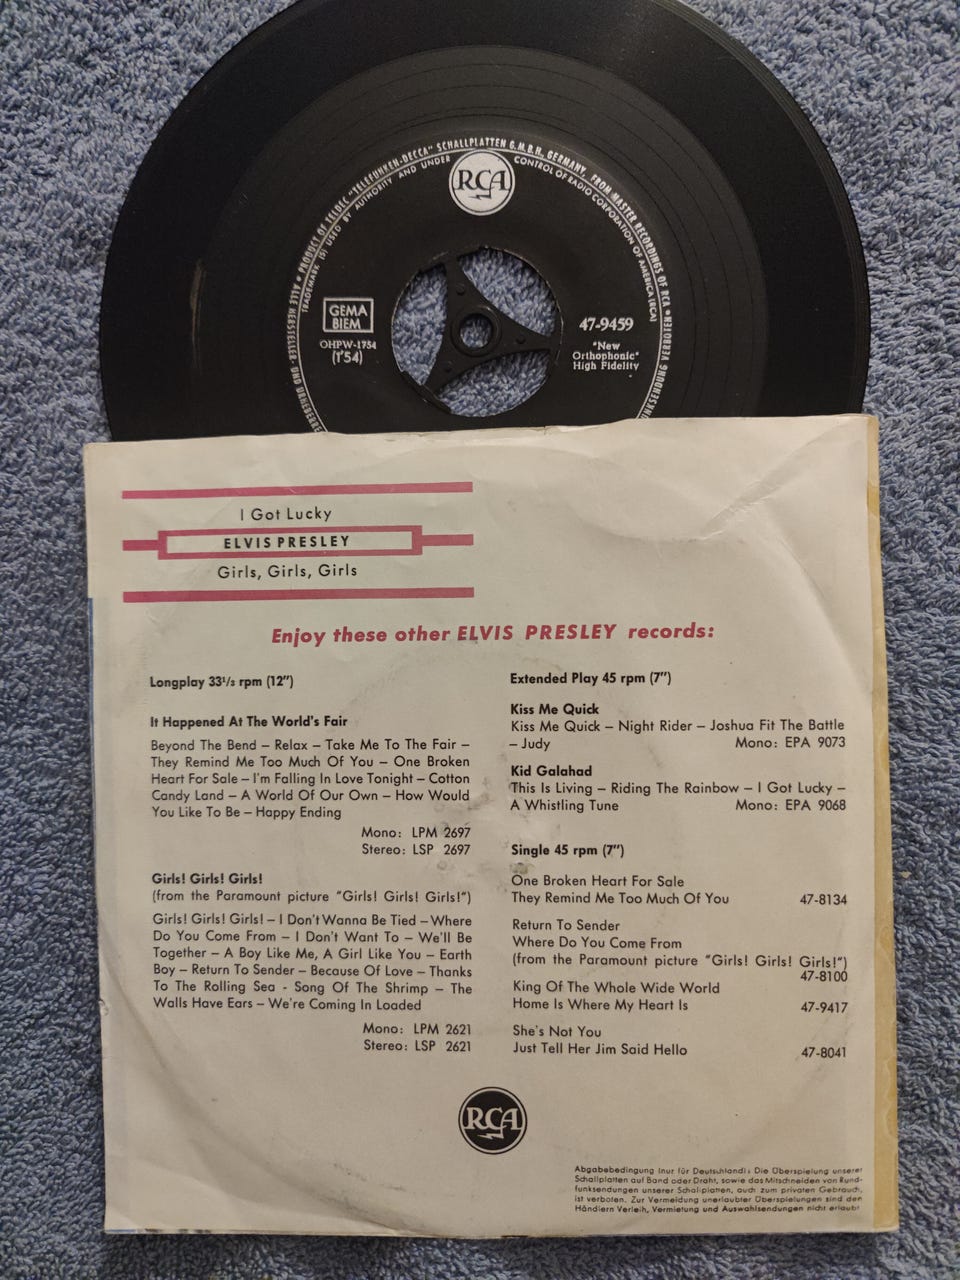 ALLE HERSTELLER- UND URHEBERRE
• PRODUCT OF TELDEC "TELEFUNKEN-DECCA" SCHALLPLATTEN G.M.B.H., GERMANY, FROM MASTER RECORDINGS OF RCA •
NKSENDUNG VERBOTEN
TRADEMARK (S) USED BY AUTHORITY AND UNDER CONTROL OF RADIO CORPORATION OF AMERICA (RCA)
RCA
GEMA
BIEM
OHPW-1754
(1'54)
47-9459
"New
Orthophonic"
High Fidelity
I Got Lucky
ELVIS PRESLEY
Girls, Girls, Girls
Enjoy these other ELVIS PRESLEY records:
Longplay 33¹/₃ rpm (12")
It Happened At The World's Fair
Beyond The Bend – Relax – Take Me To The Fair –
They Remind Me Too Much Of You – One Broken
Heart For Sale – I'm Falling In Love Tonight – Cotton
Candy Land – A World Of Our Own – How Would
You Like To Be – Happy Ending
Mono: LPM 2697
Stereo: LSP 2697
Girls! Girls! Girls!
(from the Paramount picture "Girls! Girls! Girls!")
Girls! Girls! Girls! – I Don't Wanna Be Tied – Where
Do You Come From – I Don't Want To – We'll Be
Together – A Boy Like Me, A Girl Like You – Earth
Boy – Return To Sender – Because Of Love – Thanks
To The Rolling Sea - Song Of The Shrimp – The
Walls Have Ears – We're Coming In Loaded
Mono: LPM 2621
Stereo: LSP 2621
Extended Play 45 rpm (7")
Kiss Me Quick
Kiss Me Quick – Night Rider – Joshua Fit The Battle
– Judy Mono: EPA 9073
Kid Galahad
This Is Living – Riding The Rainbow – I Got Lucky –
A Whistling Tune Mono: EPA 9068
Single 45 rpm (7")
One Broken Heart For Sale
They Remind Me Too Much Of You 47-8134
Return To Sender
Where Do You Come From
(from the Paramount picture "Girls! Girls! Girls!")
47-8100
King Of The Whole Wide World
Home Is Where My Heart Is 47-9417
She's Not You
Just Tell Her Jim Said Hello 47-8041
RCA
Abgabebedingung (nur für Deutschland): Die Überspielung unserer
Schallplatten auf Band oder Draht, sowie das Mitschneiden von Rund-
funksendungen unserer Schallplatten, auch zum privaten Gebrauch,
ist verboten. Zur Vermeidung unerlaubter Überspielungen sind den
Händlern Verleih, Vermietung und Auswahlsendungen nicht erlaubt